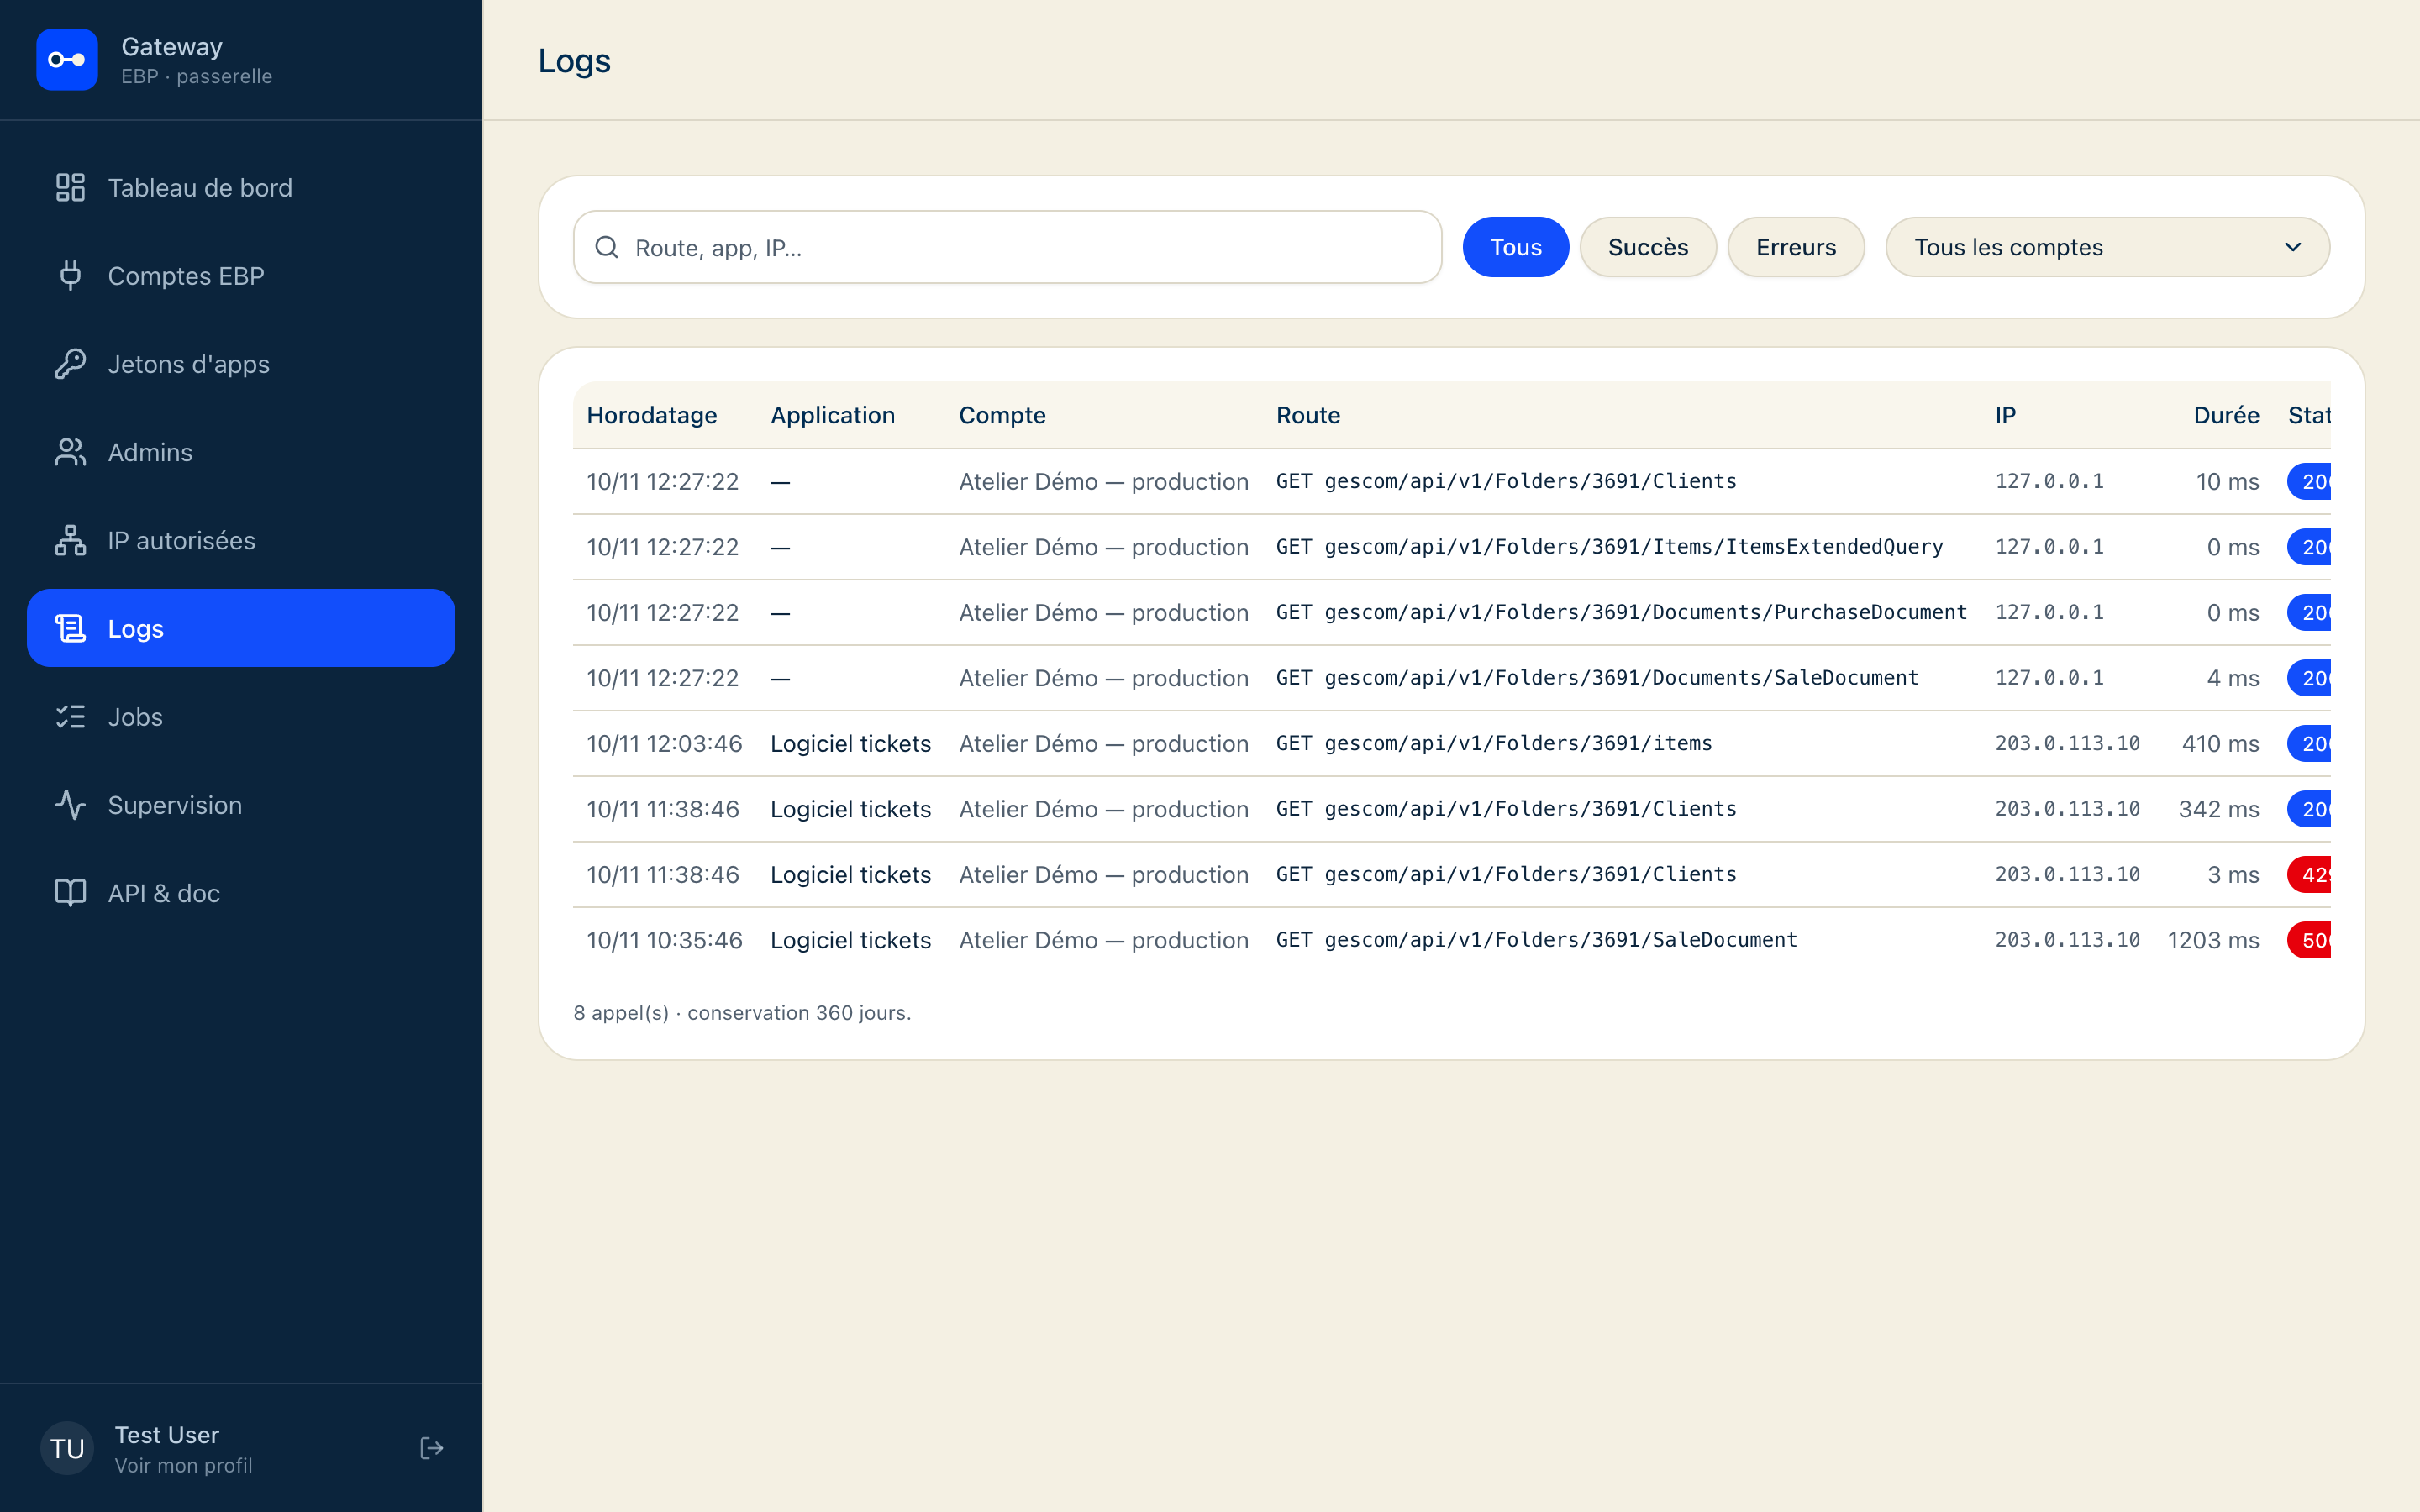 Gateway
EBP · passerelle
Tableau de bord
Comptes EBP
Jetons d'apps
Admins
IP autorisées
Logs
Jobs
Supervision
API & doc
TU
Test User
Voir mon profil
Logs
Route, app, IP...
Tous
Succès
Erreurs
Tous les comptes
Horodatage Application Compte Route IP Durée
10/11 12:27:22 — Atelier Démo — production GET gescom/api/v1/Folders/3691/Clients 127.0.0.1 10 ms
10/11 12:27:22 — Atelier Démo — production GET gescom/api/v1/Folders/3691/Items/ItemsExtendedQuery 127.0.0.1 0 ms
10/11 12:27:22 — Atelier Démo — production GET gescom/api/v1/Folders/3691/Documents/PurchaseDocument 127.0.0.1 0 ms
10/11 12:27:22 — Atelier Démo — production GET gescom/api/v1/Folders/3691/Documents/SaleDocument 127.0.0.1 4 ms
10/11 12:03:46 Logiciel tickets Atelier Démo — production GET gescom/api/v1/Folders/3691/items 203.0.113.10 410 ms
10/11 11:38:46 Logiciel tickets Atelier Démo — production GET gescom/api/v1/Folders/3691/Clients 203.0.113.10 342 ms
10/11 11:38:46 Logiciel tickets Atelier Démo — production GET gescom/api/v1/Folders/3691/Clients 203.0.113.10 3 ms
10/11 10:35:46 Logiciel tickets Atelier Démo — production GET gescom/api/v1/Folders/3691/SaleDocument 203.0.113.10 1203 ms
8 appel(s) · conservation 360 jours.